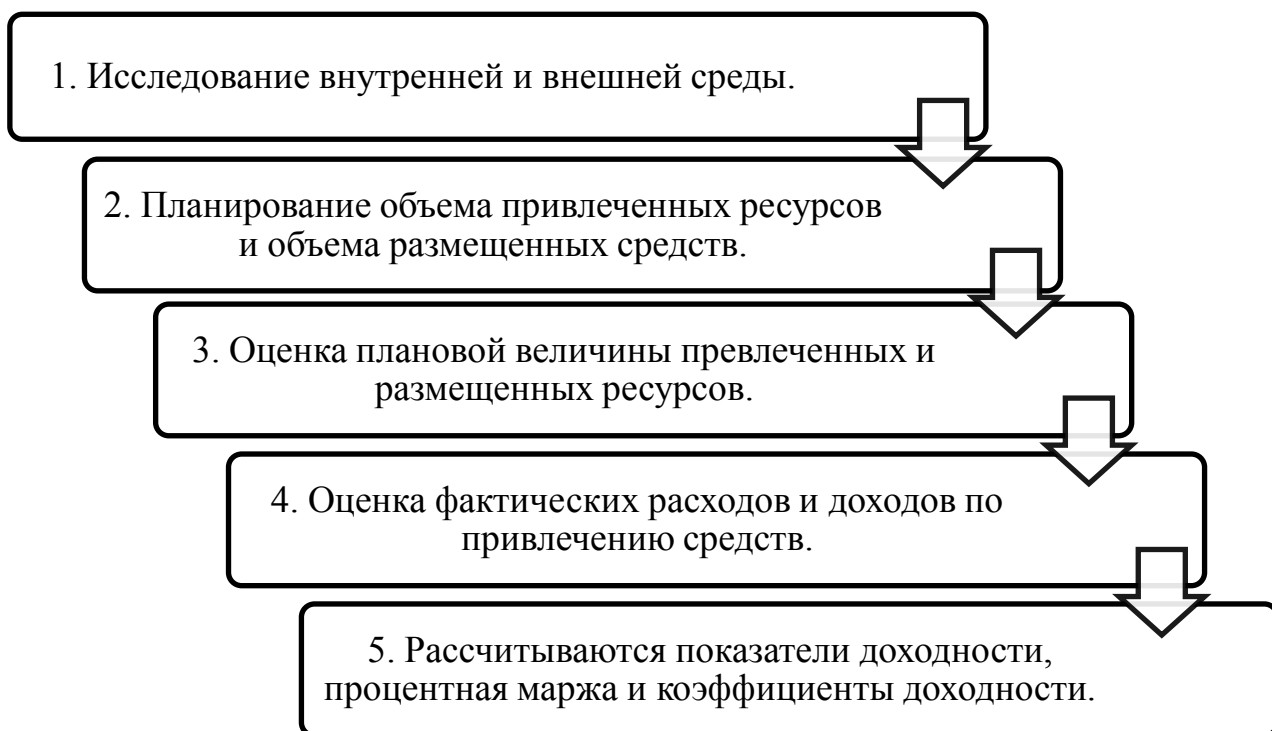 1. Исследование внутренней и внешней среды.
2. Планирование объема привлеченных ресурсов
и объема размещенных средств.
3. Оценка плановой величины превлеченных и
размещенных ресурсов.
4. Оценка фактических расходов и доходов по
привлечению средств.
5. Рассчитываются показатели доходности,
процентная маржа и коэффициенты доходности.